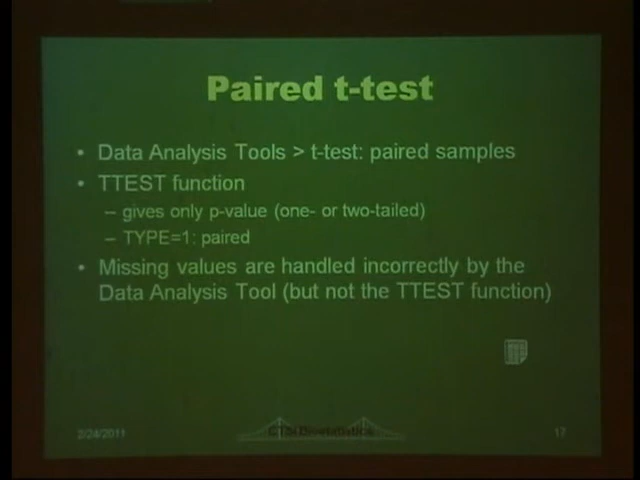 Paired t-test
• Data Analysis Tools > t-test: paired samples
• TTEST function
– gives only p-value (one- or two-tailed)
– TYPE=1: paired
• Missing values are handled incorrectly by the
Data Analysis Tool (but not the TTEST function)
2/24/2011
CTSI Biostatistics
17